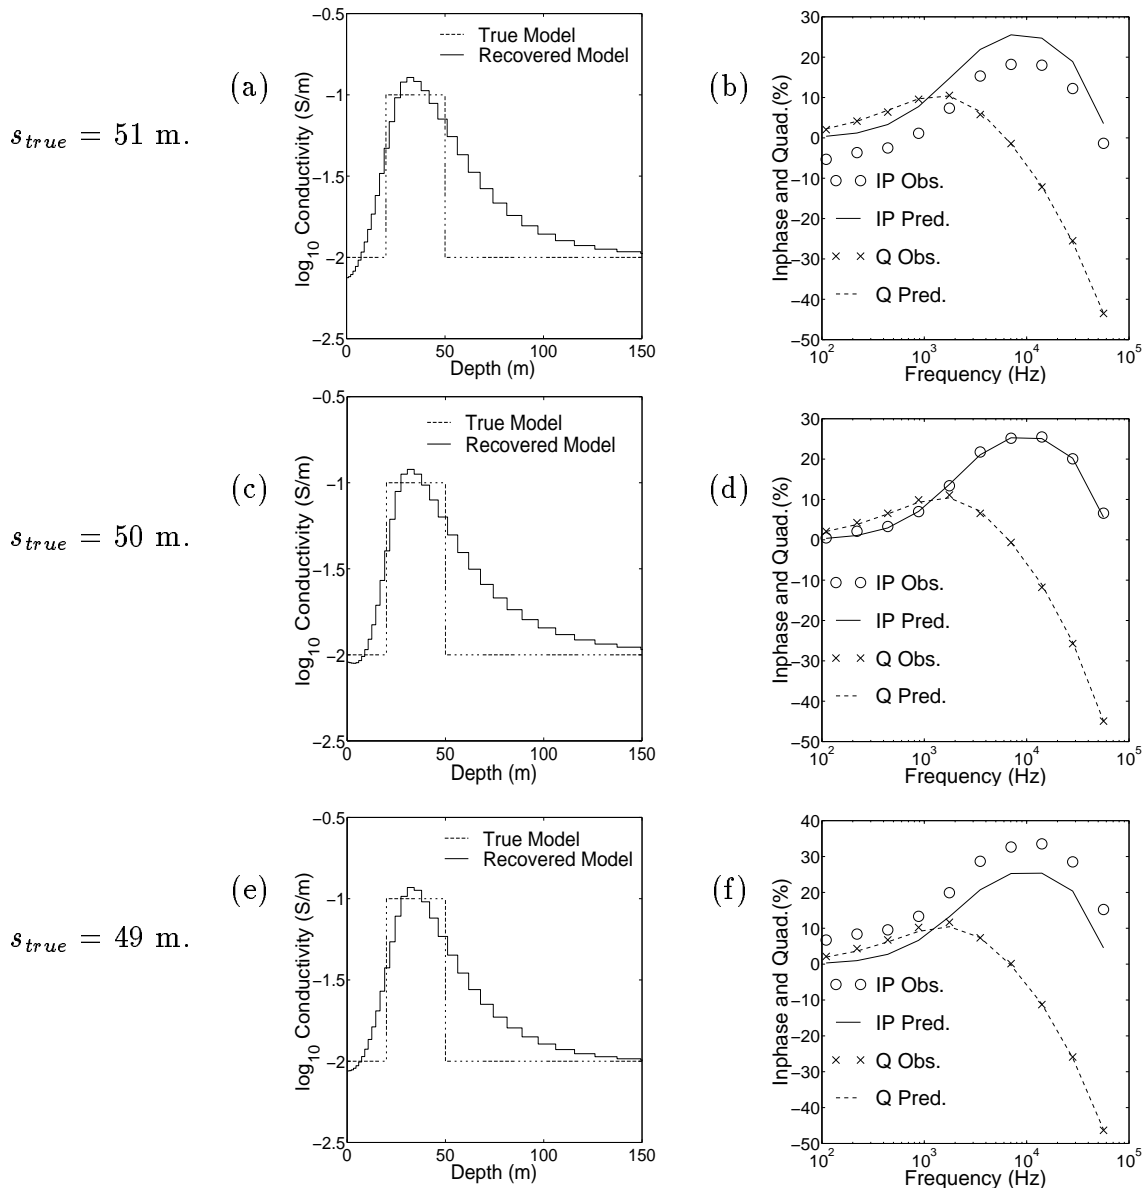 s_true = 51 m.
(a)
log10 Conductivity (S/m)
−0.5
−1
−1.5
−2
−2.5
True Model
Recovered Model
0 50 100 150
Depth (m)
(b)
Inphase and Quad.(%)
30
20
10
0
−10
−20
−30
−40
−50
IP Obs.
IP Pred.
Q Obs.
Q Pred.
10^2 10^3 10^4 10^5
Frequency (Hz)
s_true = 50 m.
(c)
log10 Conductivity (S/m)
−0.5
−1
−1.5
−2
−2.5
True Model
Recovered Model
0 50 100 150
Depth (m)
(d)
Inphase and Quad.(%)
30
20
10
0
−10
−20
−30
−40
−50
IP Obs.
IP Pred.
Q Obs.
Q Pred.
10^2 10^3 10^4 10^5
Frequency (Hz)
s_true = 49 m.
(e)
log10 Conductivity (S/m)
−0.5
−1
−1.5
−2
−2.5
True Model
Recovered Model
0 50 100 150
Depth (m)
(f)
Inphase and Quad.(%)
40
30
20
10
0
−10
−20
−30
−40
−50
IP Obs.
IP Pred.
Q Obs.
Q Pred.
10^2 10^3 10^4 10^5
Frequency (Hz)